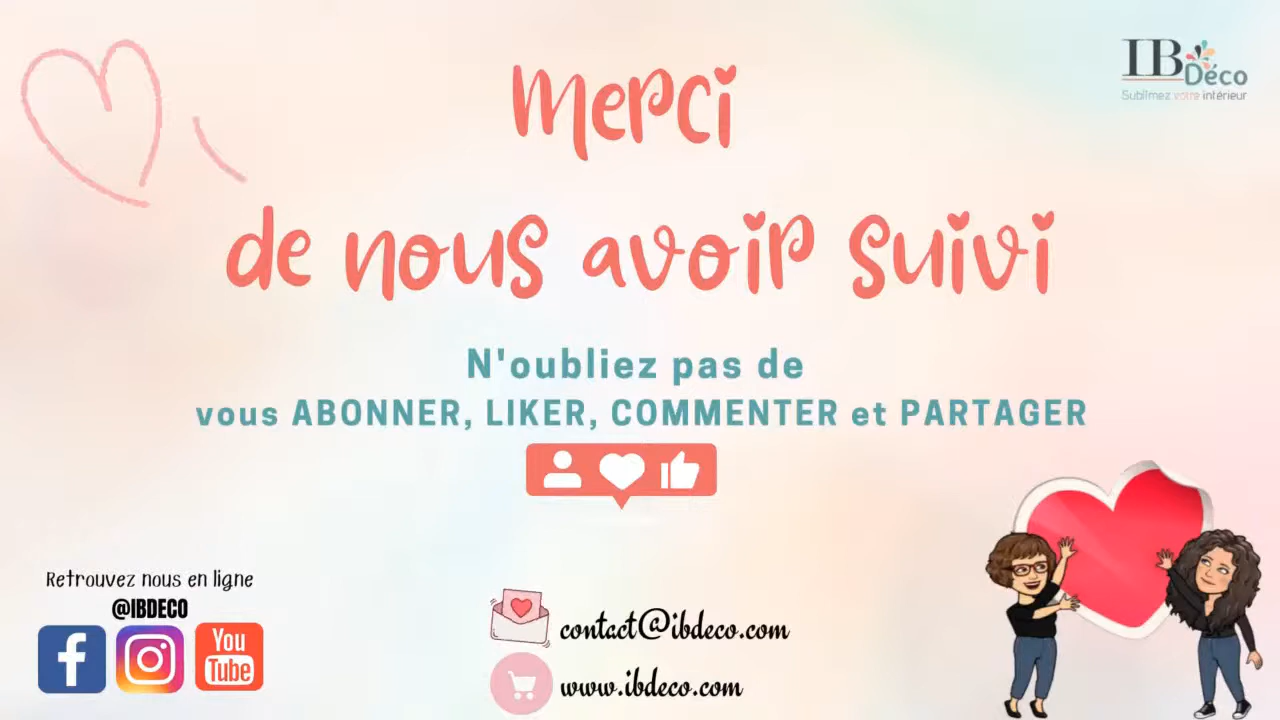 IB Déco
Sublimez votre intérieur
Merci
de nous avoir suivi
N'oubliez pas de
vous ABONNER, LIKER, COMMENTER et PARTAGER
Retrouvez nous en ligne
@IBDECO
You
Tube
contact@ibdeco.com
www.ibdeco.com